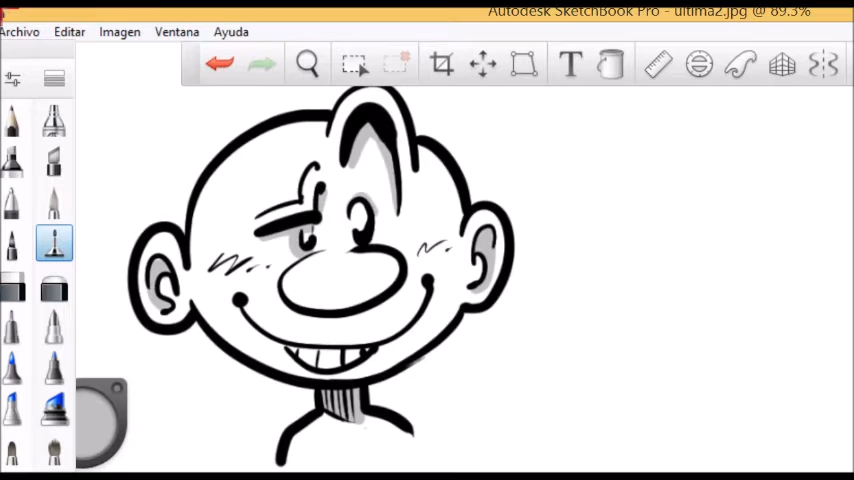 Autodesk SketchBook Pro - ultima2.jpg @ 89.3%
Archivo Editar Imagen Ventana Ayuda
T